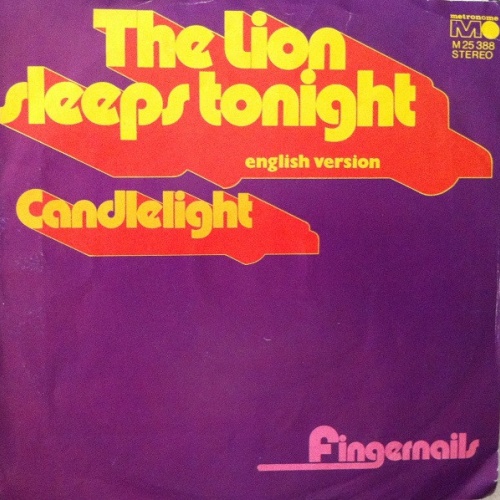 The Lion
sleeps tonight
english version
Candlelight
Fingernails
metronome
M
M 25 388
STEREO